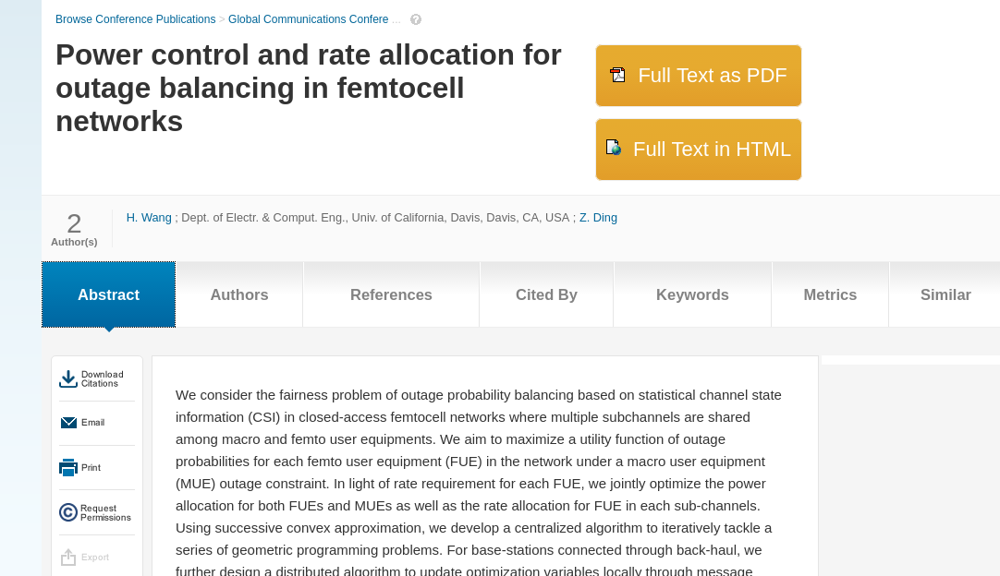 Browse Conference Publications > Global Communications Confere ... ?
Power control and rate allocation for
outage balancing in femtocell
networks
Full Text as PDF
Full Text in HTML
2
Author(s)
H. Wang ; Dept. of Electr. & Comput. Eng., Univ. of California, Davis, Davis, CA, USA ; Z. Ding
Abstract Authors References Cited By Keywords Metrics Similar
Download
Citations
Email
Print
Request
Permissions
Export
We consider the fairness problem of outage probability balancing based on statistical channel state
information (CSI) in closed-access femtocell networks where multiple subchannels are shared
among macro and femto user equipments. We aim to maximize a utility function of outage
probabilities for each femto user equipment (FUE) in the network under a macro user equipment
(MUE) outage constraint. In light of rate requirement for each FUE, we jointly optimize the power
allocation for both FUEs and MUEs as well as the rate allocation for FUE in each sub-channels.
Using successive convex approximation, we develop a centralized algorithm to iteratively tackle a
series of geometric programming problems. For base-stations connected through back-haul, we
further design a distributed algorithm to update optimization variables locally through message